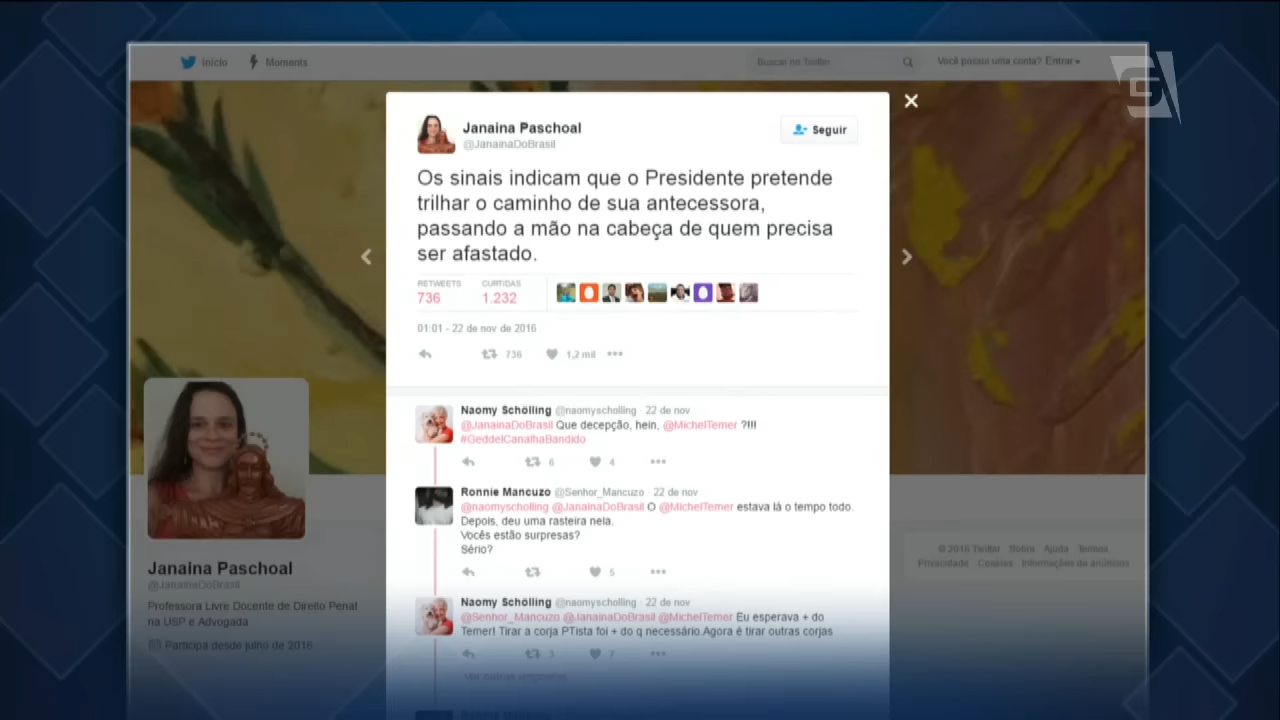 Início
Moments
Buscar no Twitter
Você possui uma conta? Entrar
Janaina Paschoal
@JanainaDoBrasil
Seguir
Os sinais indicam que o Presidente pretende
trilhar o caminho de sua antecessora,
passando a mão na cabeça de quem precisa
ser afastado.
RETWEETS
CURTIDAS
736
1.232
01:01 - 22 de nov de 2016
736
1,2 mil
Naomy Schölling @naomyscholling · 22 de nov
@JanainaDoBrasil Que decepção, hein, @MichelTemer ?!!!
#GeddelCanalhaBandido
6
4
Ronnie Mancuzo @Senhor_Mancuzo · 22 de nov
@naomyscholling @JanainaDoBrasil O @MichelTemer estava lá o tempo todo.
Depois, deu uma rasteira nela.
Vocês estão surpresas?
Sério?
5
Naomy Schölling @naomyscholling · 22 de nov
@Senhor_Mancuzo @JanainaDoBrasil @MichelTemer Eu esperava + do
Temer! Tirar a corja PTista foi + do q necessário.Agora é tirar outras corjas
3
7
Ver outras respostas
Janaina Paschoal
@JanainaDoBrasil
Professora Livre Docente de Direito Penal
na USP e Advogada
Participa desde julho de 2016
© 2016 Twitter Sobre Ajuda Termos
Privacidade Cookies Informações de anúncios